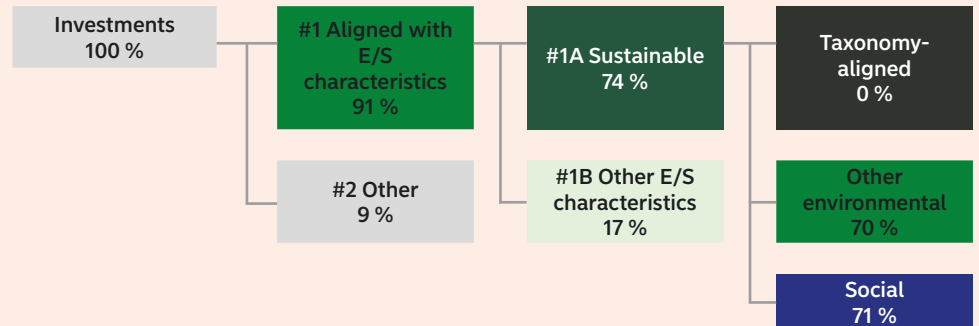 Investments
100 %
#1 Aligned with
E/S
characteristics
91 %
#1A Sustainable
74 %
Taxonomy-
aligned
0 %
#2 Other
9 %
#1B Other E/S
characteristics
17 %
Other
environmental
70 %
Social
71 %